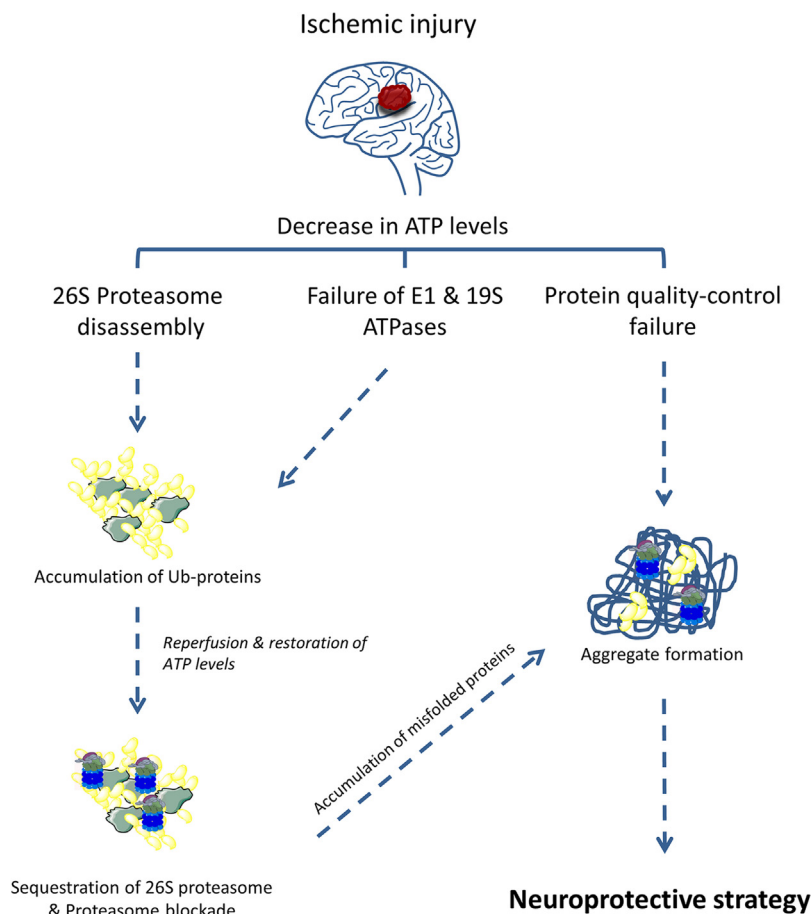 Ischemic injury
Decrease in ATP levels
26S Proteasome
disassembly
Failure of E1 & 19S
ATPases
Protein quality-control
failure
Accumulation of Ub-proteins
Reperfusion & restoration of
ATP levels
Accumulation of misfolded proteins
Aggregate formation
Sequestration of 26S proteasome
& Proteasome blockade
Neuroprotective strategy